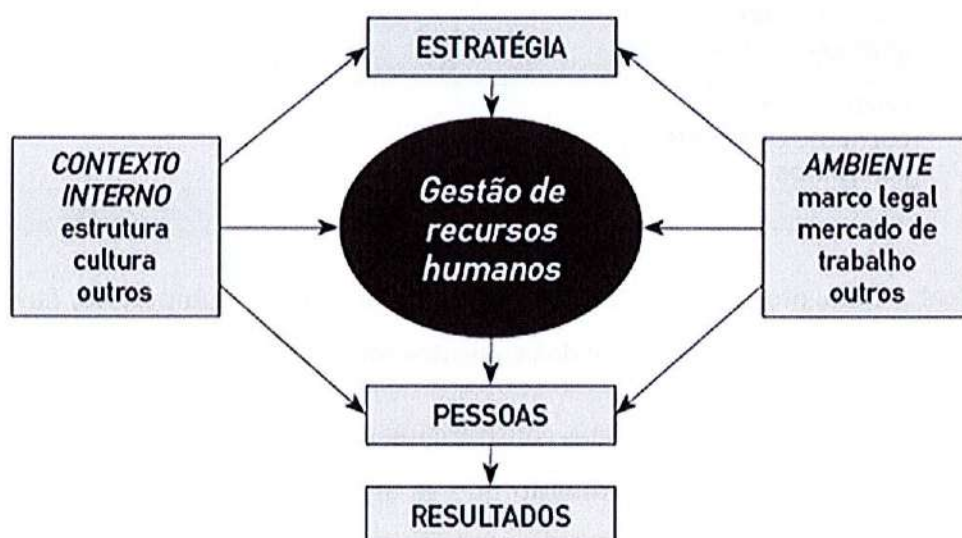 ESTRATÉGIA
CONTEXTO
INTERNO
estrutura
cultura
outros
Gestão de
recursos
humanos
AMBIENTE
marco legal
mercado de
trabalho
outros
PESSOAS
RESULTADOS